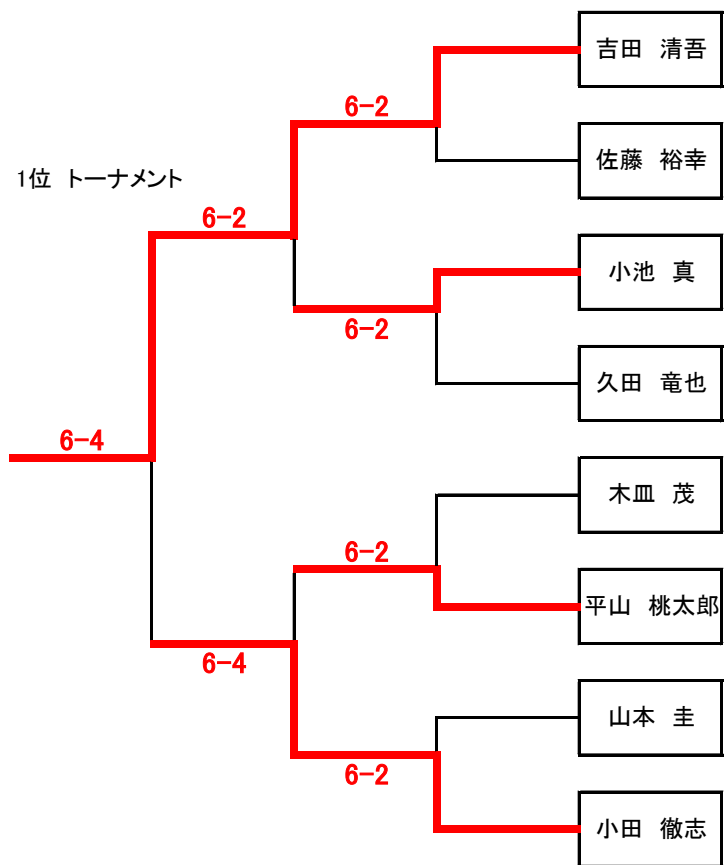 吉田　清吾
6-2
佐藤　裕幸
1位　トーナメント
6-2
小池　真
6-2
久田　竜也
6-4
木皿　茂
6-2
平山　桃太郎
6-4
山本　圭
6-2
小田　徹志